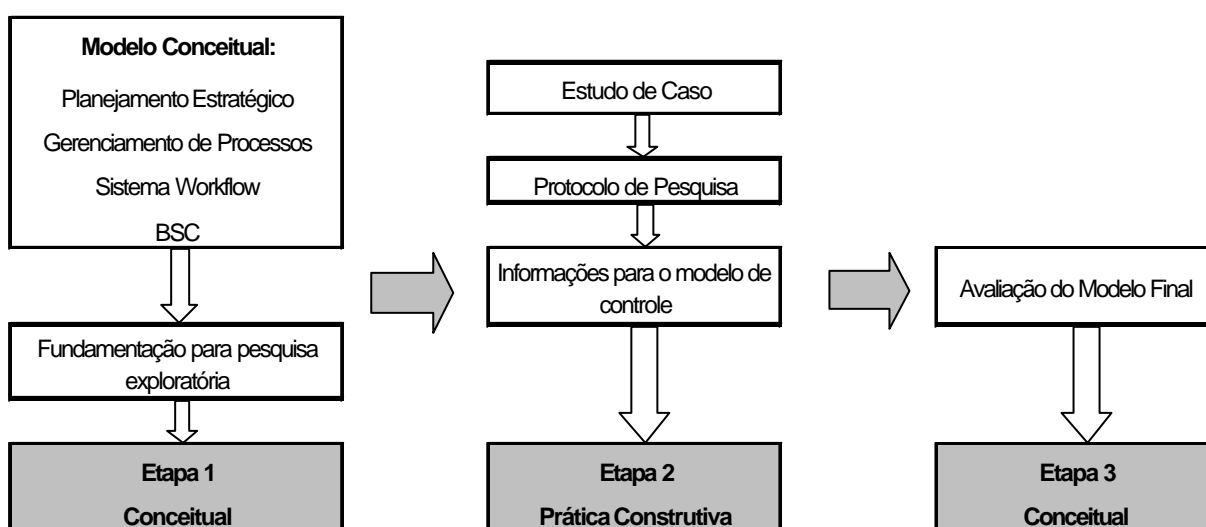 Modelo Conceitual:
Planejamento Estratégico
Gerenciamento de Processos
Sistema Workflow
BSC
Fundamentação para pesquisa
exploratória
Etapa 1
Conceitual
Estudo de Caso
Protocolo de Pesquisa
Informações para o modelo de
controle
Etapa 2
Prática Construtiva
Avaliação do Modelo Final
Etapa 3
Conceitual